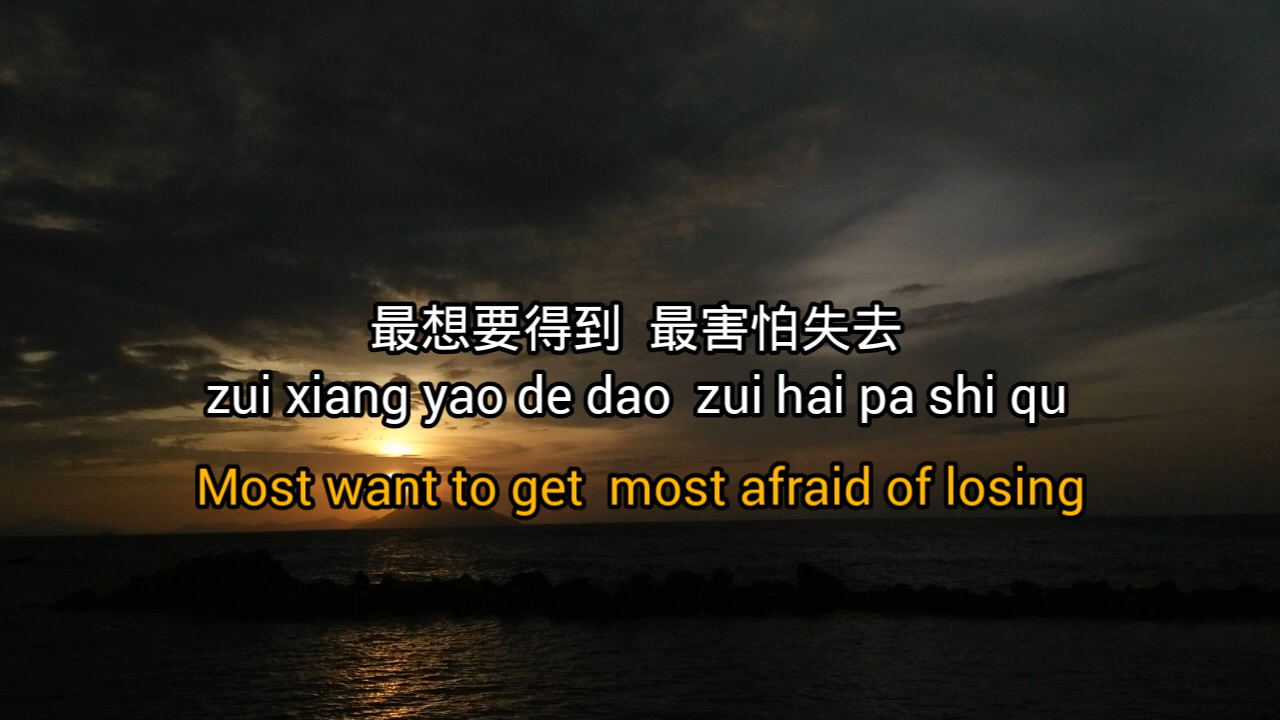 最想要得到  最害怕失去
zui xiang yao de dao  zui hai pa shi qu
Most want to get  most afraid of losing